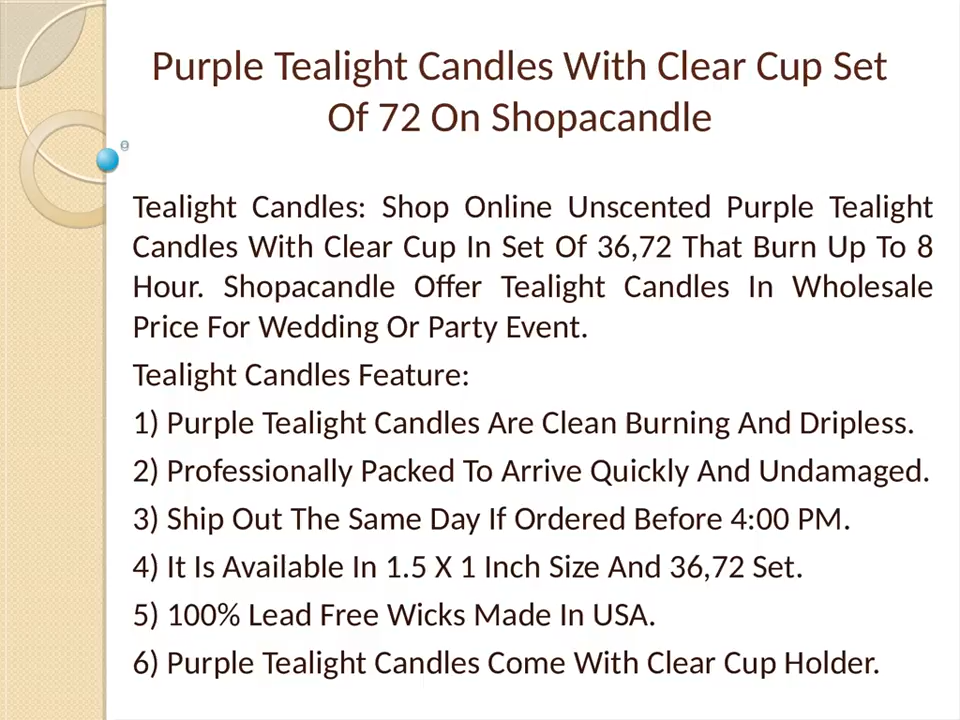 Purple Tealight Candles With Clear Cup Set
Of 72 On Shopacandle
Tealight Candles: Shop Online Unscented Purple Tealight
Candles With Clear Cup In Set Of 36,72 That Burn Up To 8
Hour. Shopacandle Offer Tealight Candles In Wholesale
Price For Wedding Or Party Event.
Tealight Candles Feature:
1) Purple Tealight Candles Are Clean Burning And Dripless.
2) Professionally Packed To Arrive Quickly And Undamaged.
3) Ship Out The Same Day If Ordered Before 4:00 PM.
4) It Is Available In 1.5 X 1 Inch Size And 36,72 Set.
5) 100% Lead Free Wicks Made In USA.
6) Purple Tealight Candles Come With Clear Cup Holder.